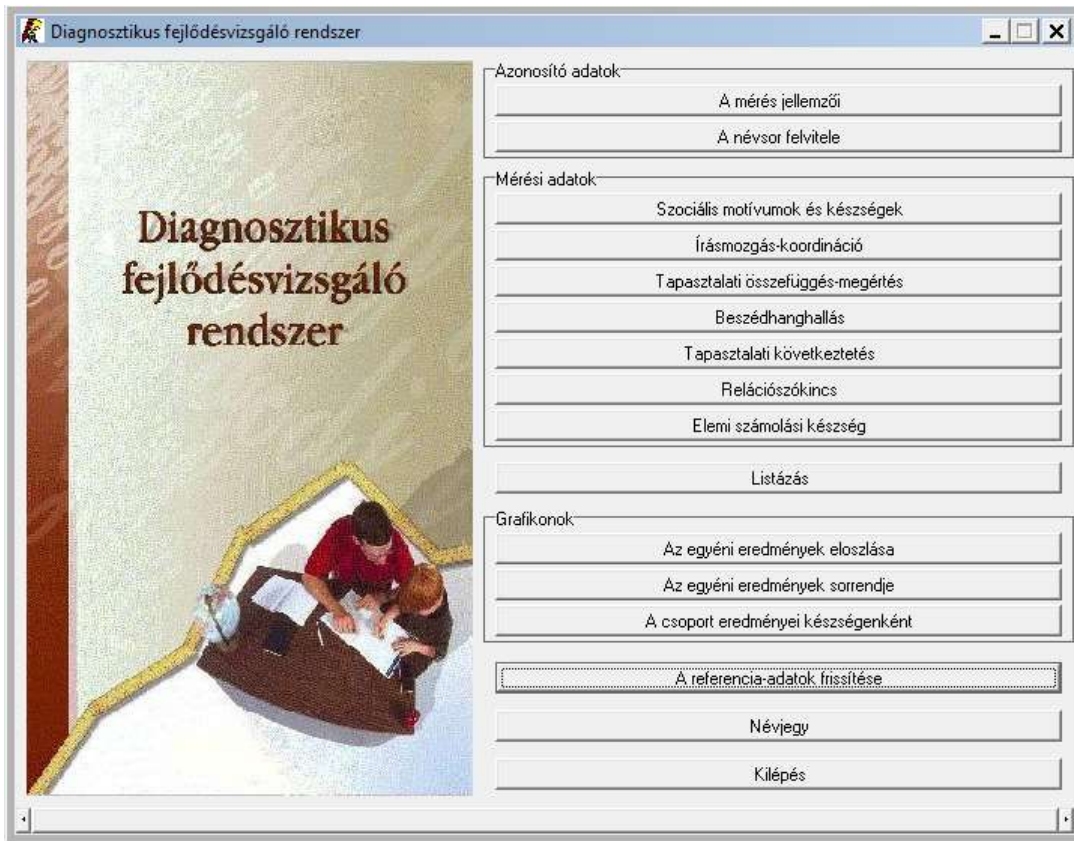 Diagnosztikus fejlődésvizsgáló rendszer
Diagnosztikus
fejlődésvizsgáló
rendszer
Azonosító adatok
A mérés jellemzői
A névsor felvitele
Mérési adatok
Szociális motívumok és készségek
Írásmozgás-koordináció
Tapasztalati összefüggés-megértés
Beszédhanghallás
Tapasztalati következtetés
Relációszókincs
Elemi számolási készség
Listázás
Grafikonok
Az egyéni eredmények eloszlása
Az egyéni eredmények sorrendje
A csoport eredményei készségenként
A referencia-adatok frissítése
Névjegy
Kilépés